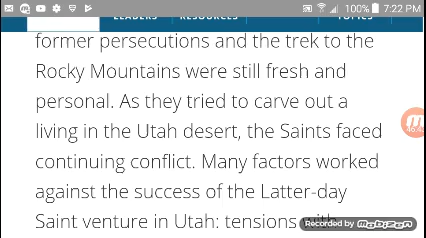 100% 7:22 PM
LEADERS RESOURCES TOPICS
former persecutions and the trek to the
Rocky Mountains were still fresh and
personal. As they tried to carve out a
living in the Utah desert, the Saints faced
continuing conflict. Many factors worked
against the success of the Latter-day
Saint venture in Utah: tensions with
Recorded by Mobizen